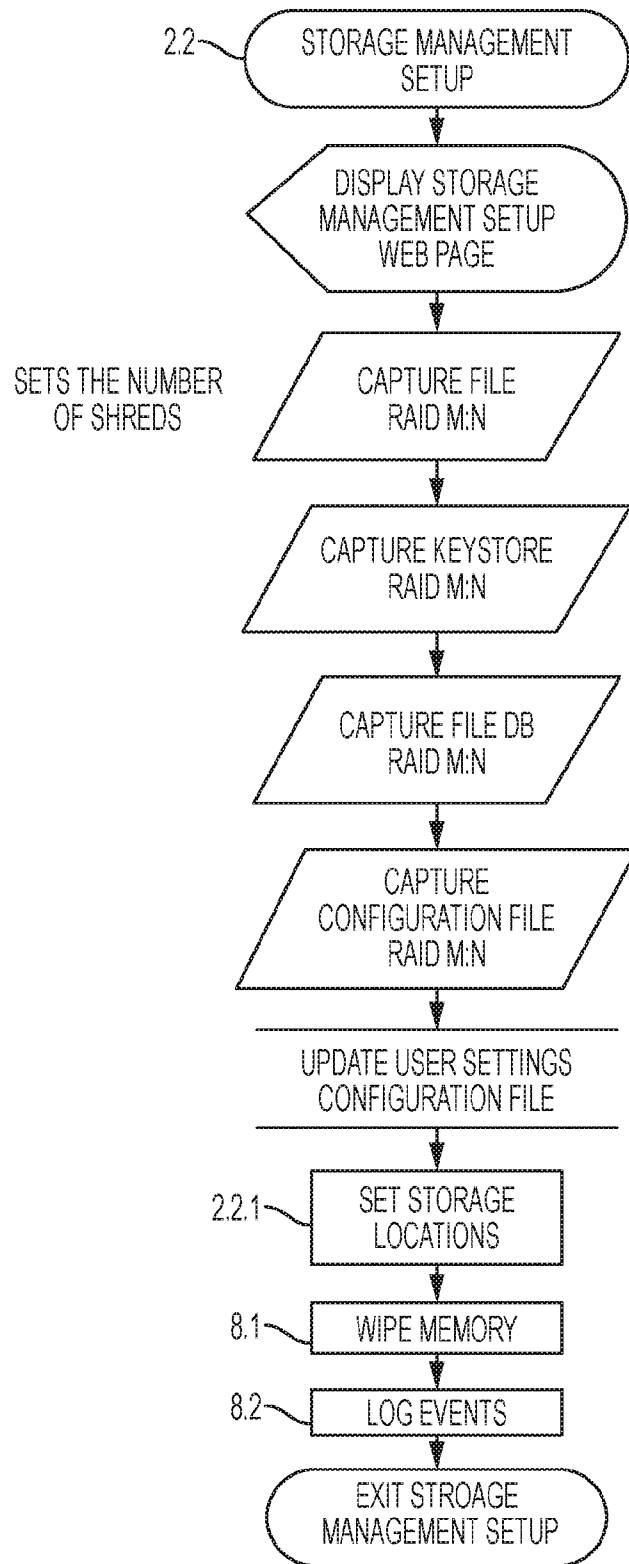 2.2
STORAGE MANAGEMENT
SETUP
DISPLAY STORAGE
MANAGEMENT SETUP
WEB PAGE
SETS THE NUMBER
OF SHREDS
CAPTURE FILE
RAID M:N
CAPTURE KEYSTORE
RAID M:N
CAPTURE FILE DB
RAID M:N
CAPTURE
CONFIGURATION FILE
RAID M:N
UPDATE USER SETTINGS
CONFIGURATION FILE
2.2.1
SET STORAGE
LOCATIONS
8.1
WIPE MEMORY
8.2
LOG EVENTS
EXIT STROAGE
MANAGEMENT SETUP